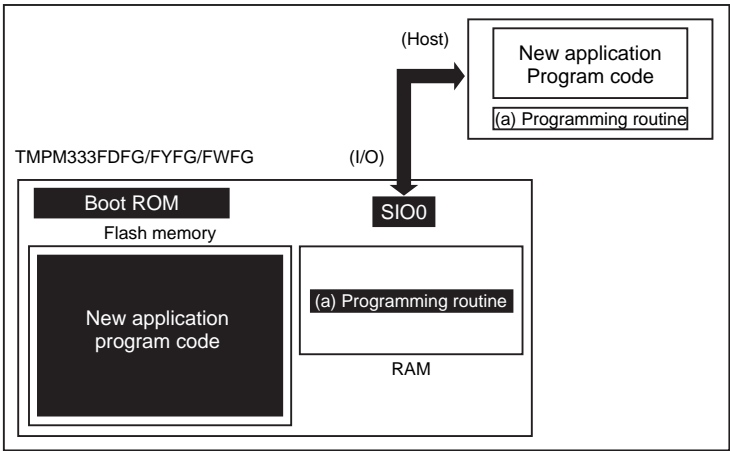 (Host)
New application
Program code
(a) Programming routine
TMPM333FDFG/FYFG/FWFG
(I/O)
Boot ROM
SIO0
Flash memory
New application
program code
(a) Programming routine
RAM